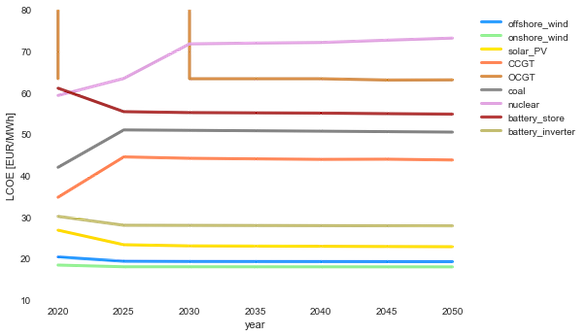 80
70
60
50
40
30
20
10
LCOE [EUR/MWh]
2020 2025 2030 2035 2040 2045 2050
year
offshore_wind
onshore_wind
solar_PV
CCGT
OCGT
coal
nuclear
battery_store
battery_inverter